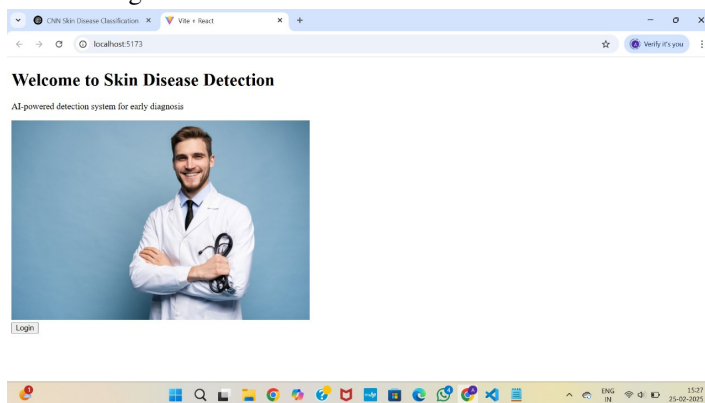 CNN Skin Disease Classification
Vite + React
localhost:5173
Verify it's you
Welcome to Skin Disease Detection
AI-powered detection system for early diagnosis
Login
ENG
IN
15:27
25-02-2025